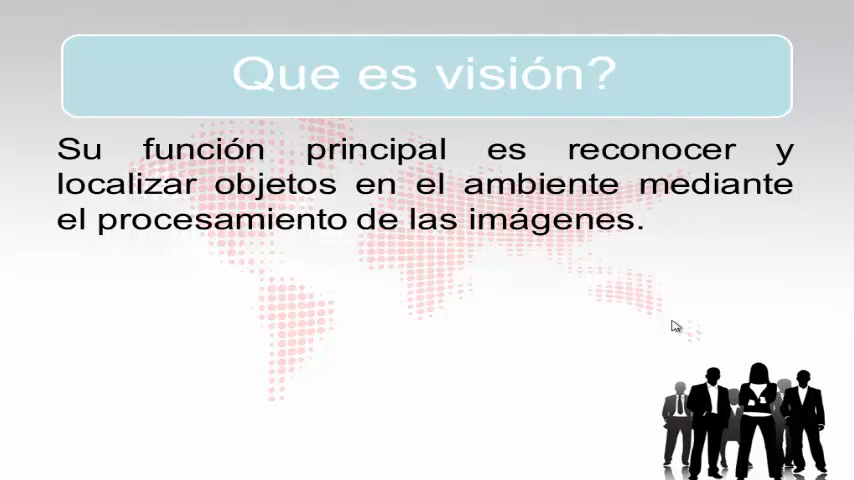 Que es visión?
Su función principal es reconocer y
localizar objetos en el ambiente mediante
el procesamiento de las imágenes.